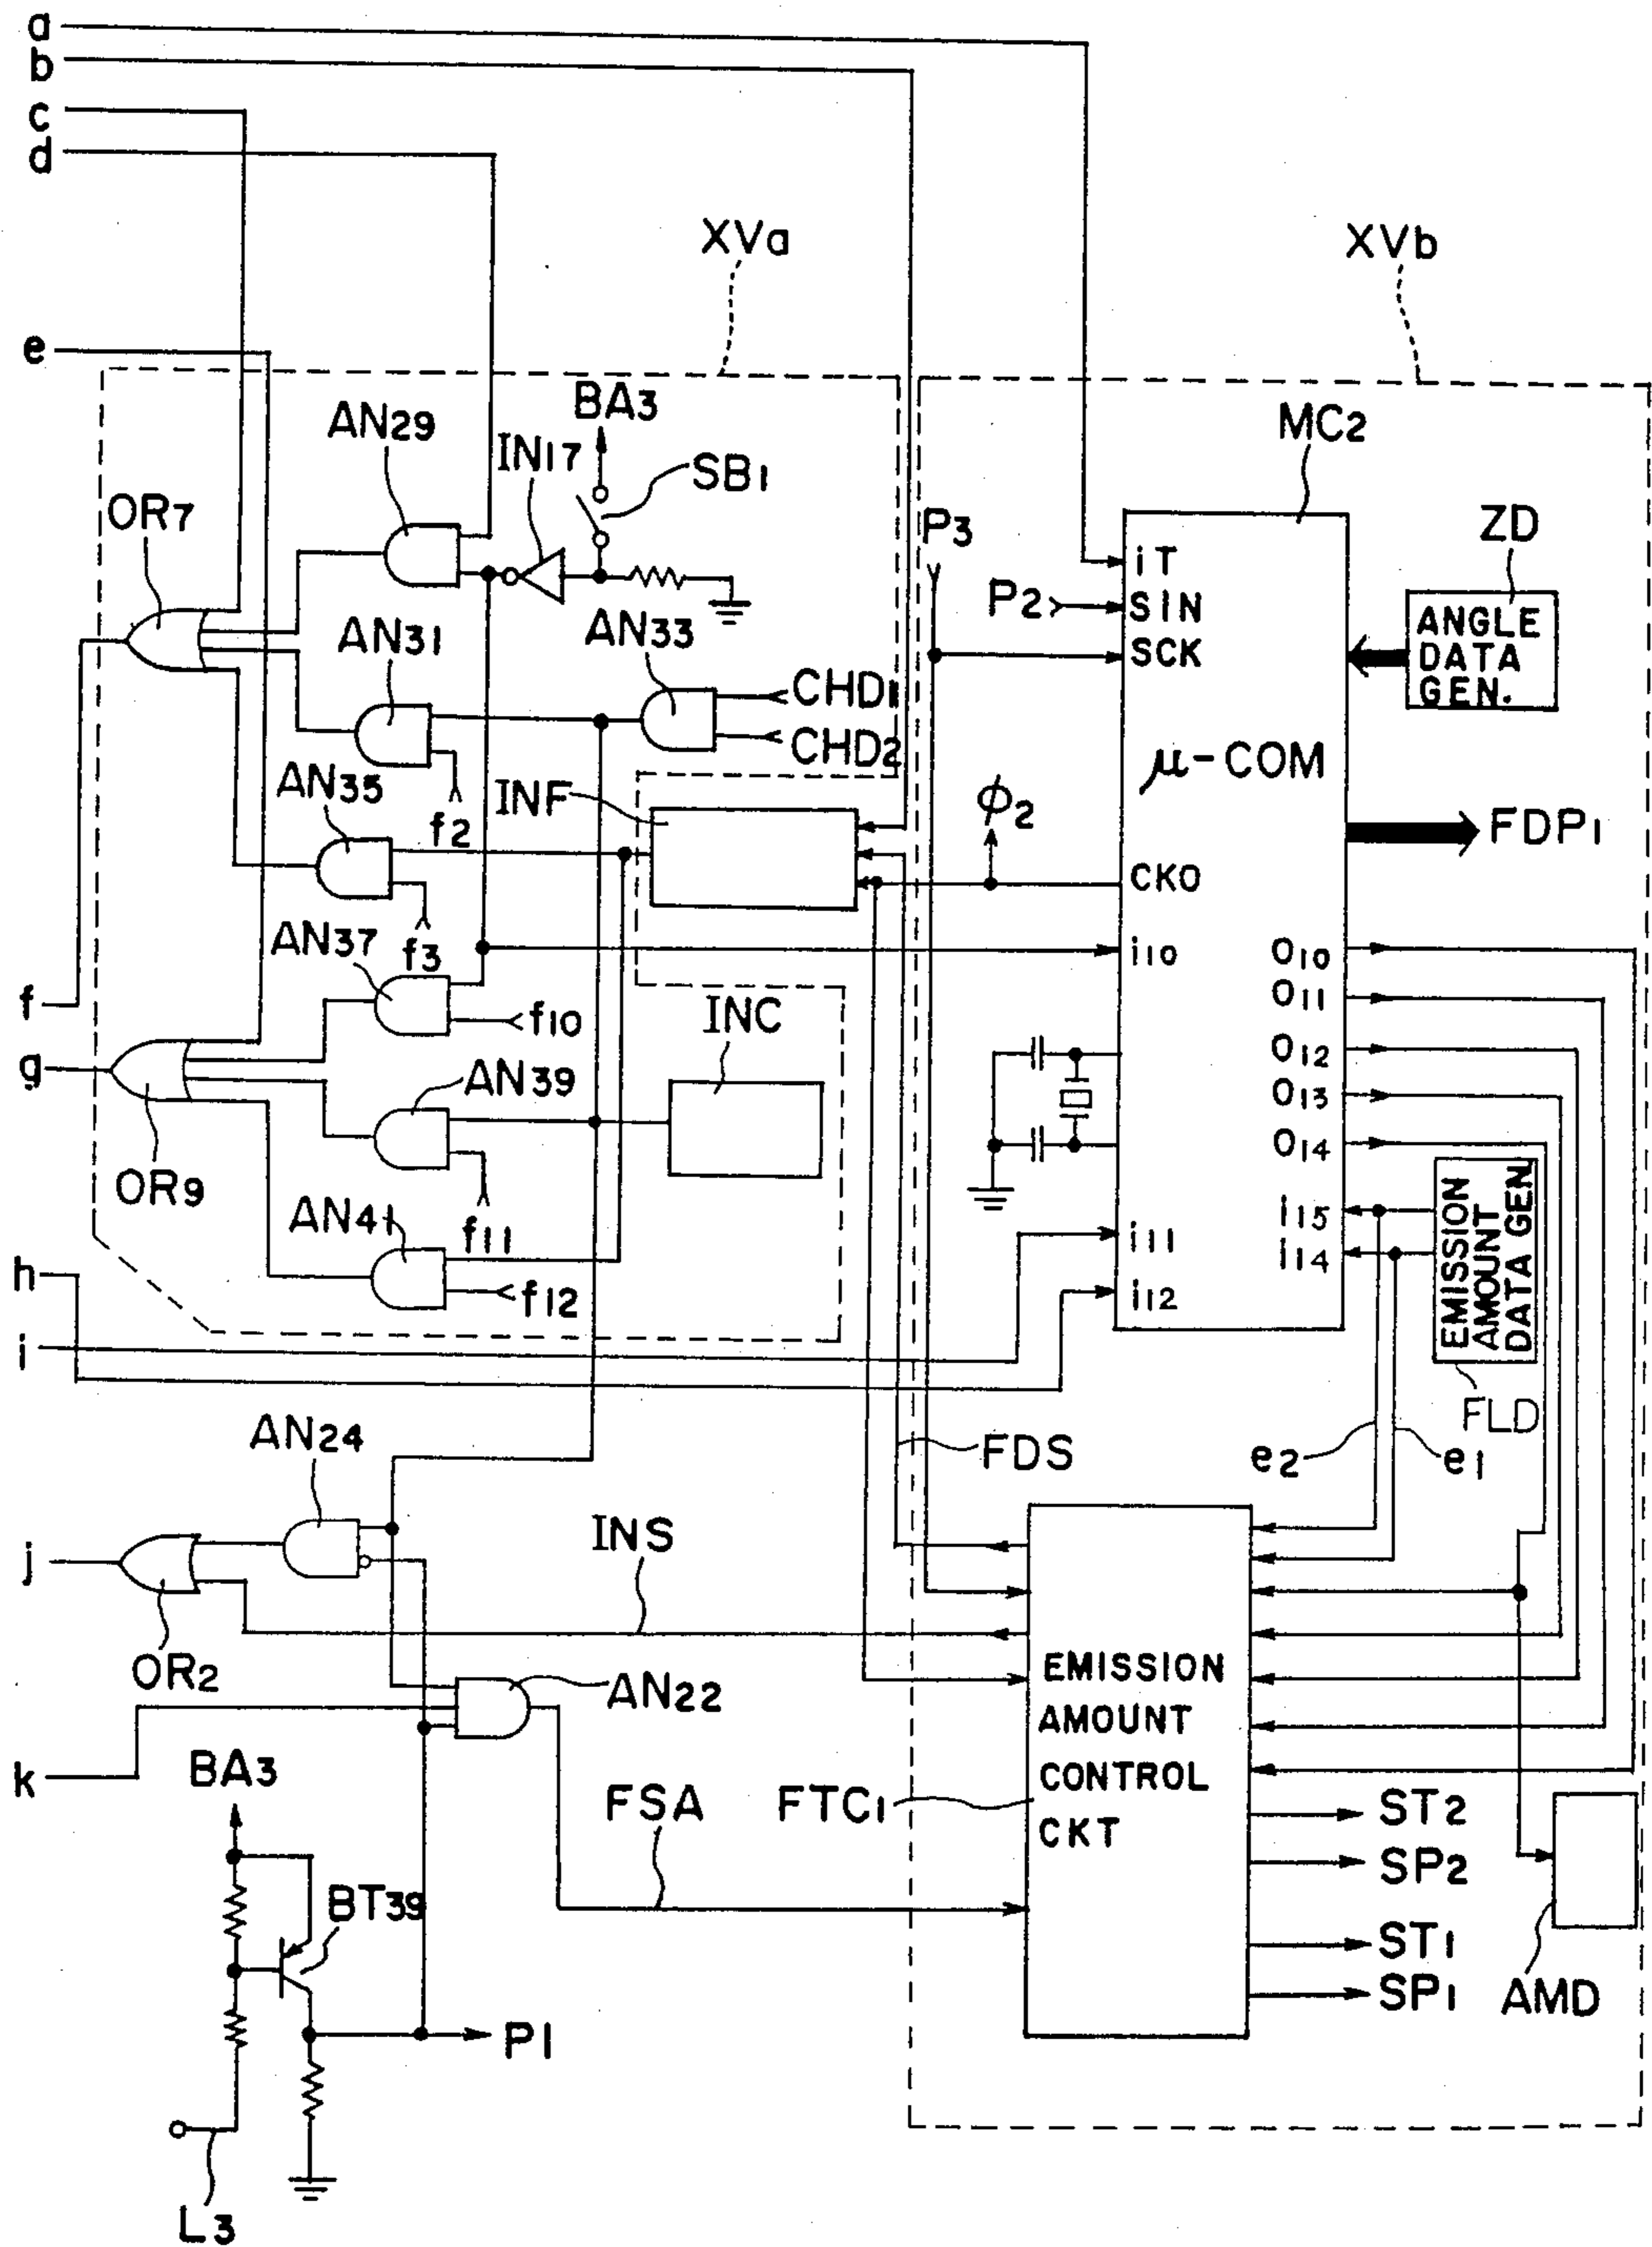 a
b
c
d
XVa
XVb
e
BA3
AN29
IN17
SB1
MC2
OR7
P3
ZD
iT
P2
SIN
ANGLE
DATA
GEN.
AN31
AN33
SCK
CHD1
CHD2
μ-COM
AN35
INF
f2
ϕ2
FDP1
CKO
AN37
f3
i10
O10
f
f10
INC
O11
g
O12
AN39
O13
O14
OR9
AN41
f11
i15
EMISSION
AMOUNT
DATA GEN.
i11
i14
h
f12
i12
i
FLD
AN24
FDS
e2
e1
j
INS
OR2
AN22
EMISSION
AMOUNT
CONTROL
CKT
k
BA3
FSA
FTC1
ST2
SP2
BT39
ST1
SP1
AMD
P1
L3